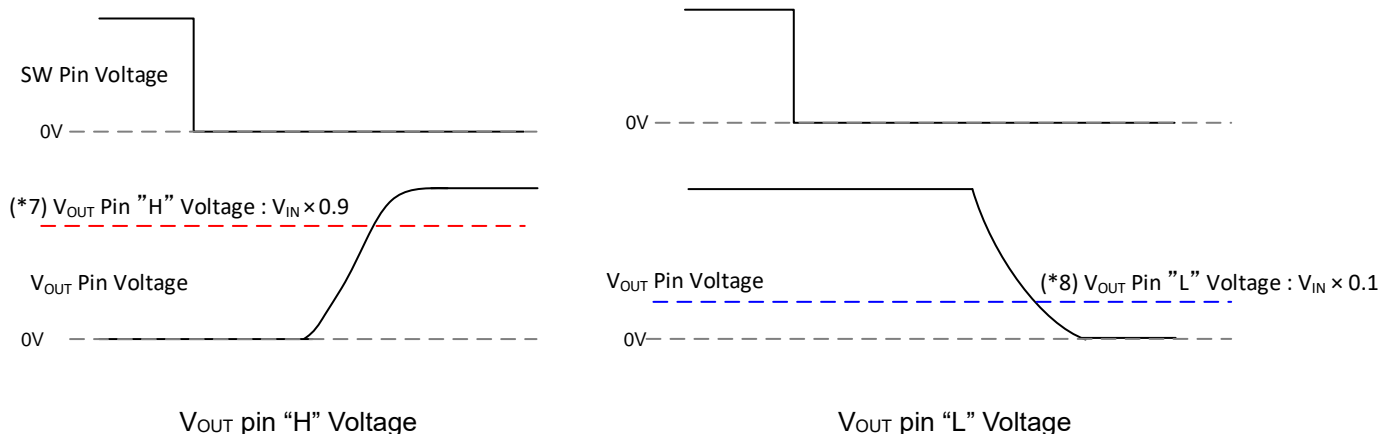 SW Pin Voltage
0V
(*7) VOUT Pin ”H” Voltage : VIN × 0.9
VOUT Pin Voltage
0V
VOUT pin “H” Voltage
0V
VOUT Pin Voltage
(*8) VOUT Pin ”L” Voltage : VIN × 0.1
0V
VOUT pin “L” Voltage